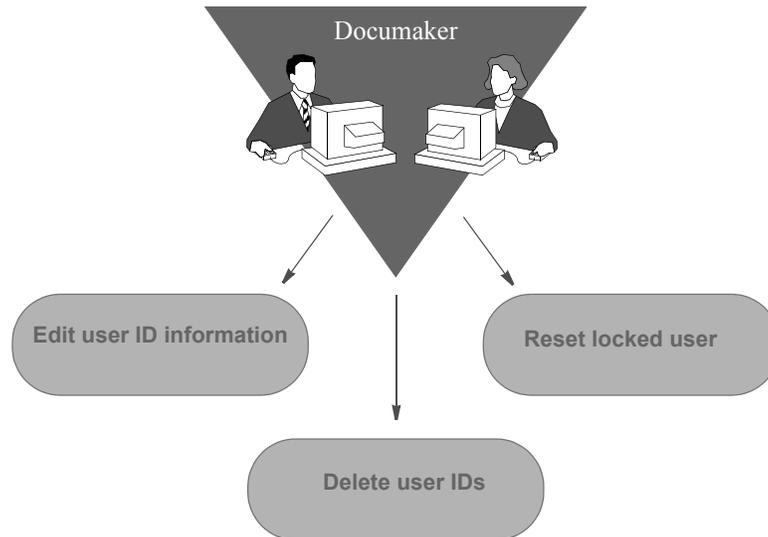 Documaker
Edit user ID information
Reset locked user
Delete user IDs